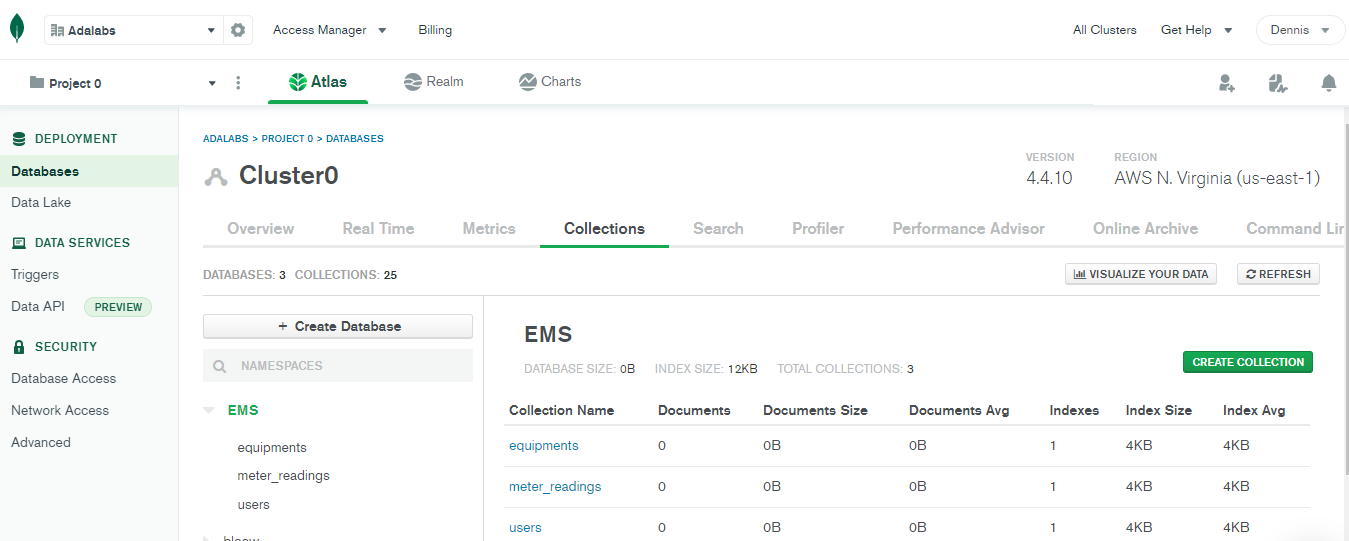 Adalabs Access Manager Billing All Clusters Get Help Dennis
Project 0 Atlas Realm Charts
DEPLOYMENT
Databases
Data Lake
DATA SERVICES
Triggers
Data API PREVIEW
SECURITY
Database Access
Network Access
Advanced
ADALABS > PROJECT 0 > DATABASES
Cluster0
VERSION
4.4.10
REGION
AWS N. Virginia (us-east-1)
Overview Real Time Metrics Collections Search Profiler Performance Advisor Online Archive Command Lin
DATABASES: 3 COLLECTIONS: 25
VISUALIZE YOUR DATA REFRESH
+ Create Database
NAMESPACES
EMS
equipments
meter_readings
users
EMS
DATABASE SIZE: 0B INDEX SIZE: 12KB TOTAL COLLECTIONS: 3
CREATE COLLECTION
Collection Name Documents Documents Size Documents Avg Indexes Index Size Index Avg
equipments 0 0B 0B 1 4KB 4KB
meter_readings 0 0B 0B 1 4KB 4KB
users 0 0B 0B 1 4KB 4KB